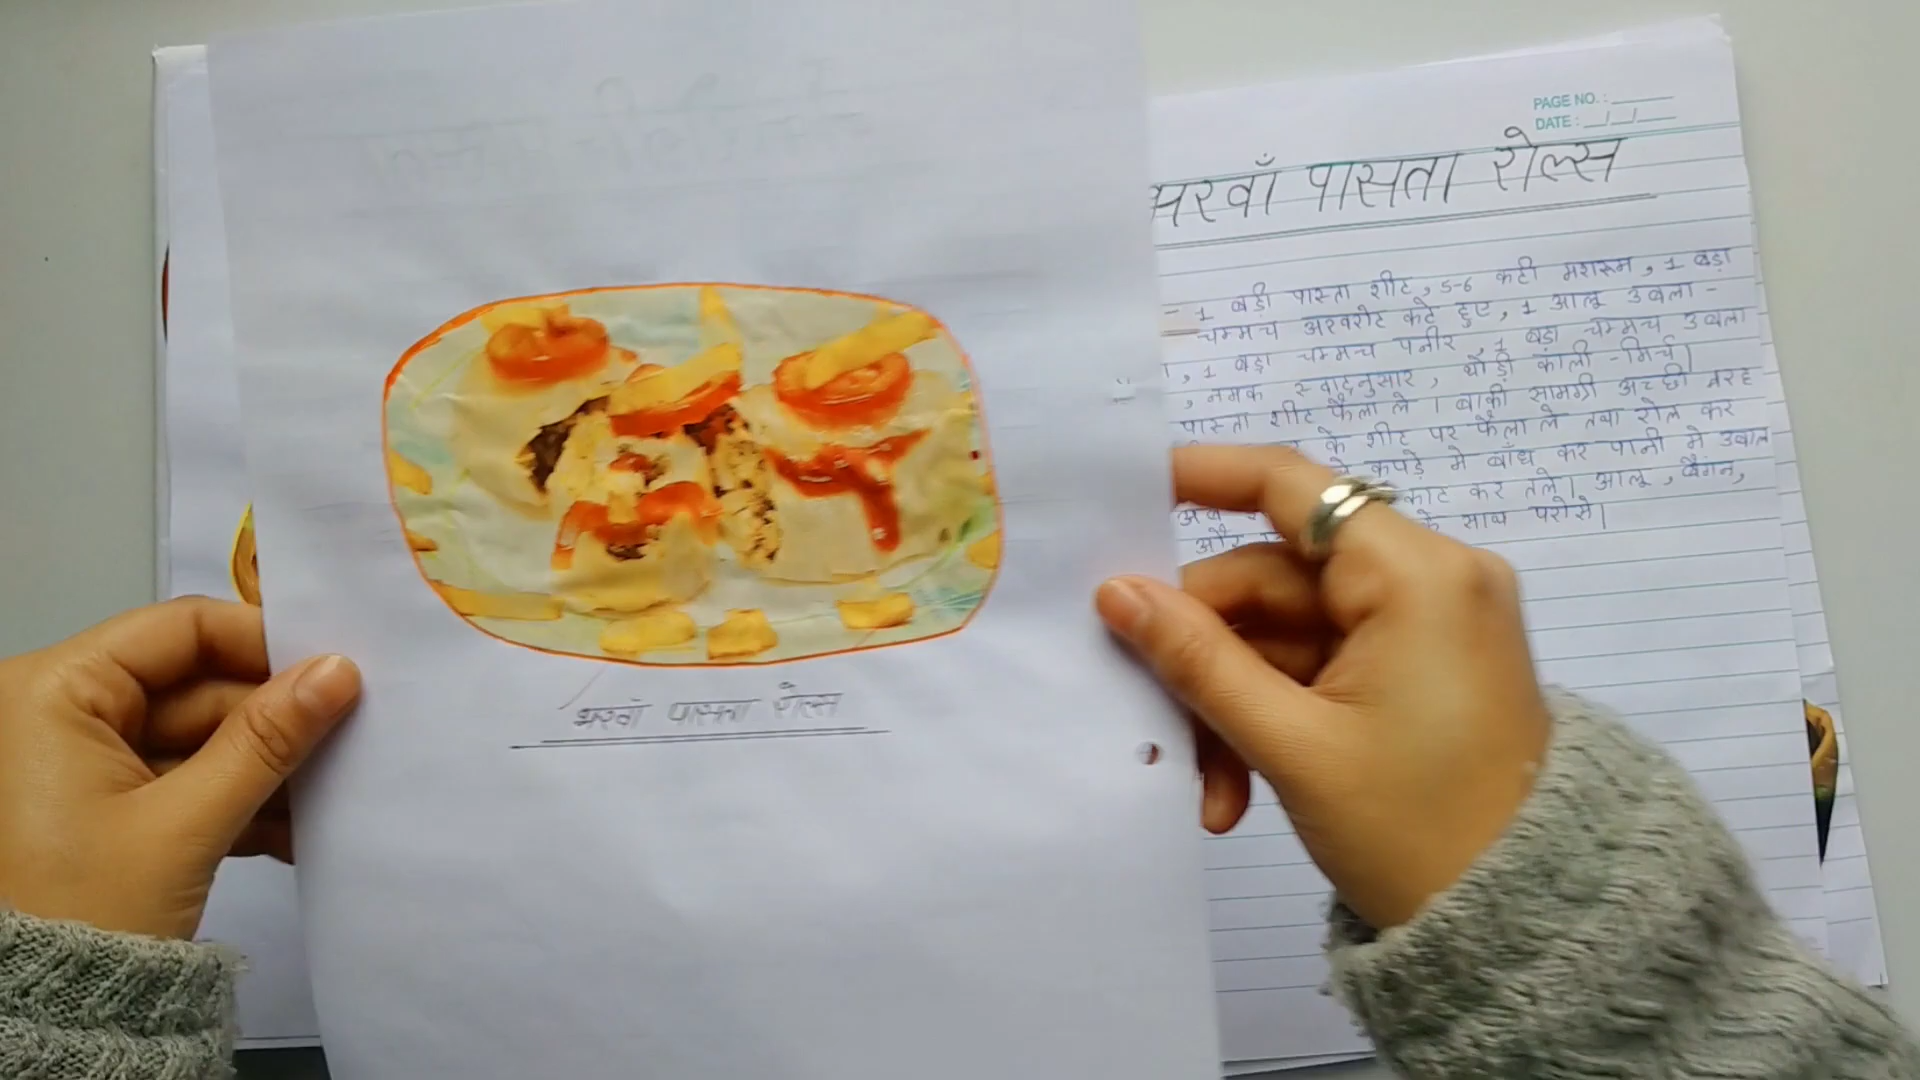 PAGE NO. :
DATE :
भरवाँ पासता रोल्स
- 1 बड़ी पास्ता शीट, 5-6 कटी मशरूम, 1 बड़ा
चम्मच अखरोट कटे हुए, 1 आलू उबला -
, 1 बड़ा चम्मच पनीर, 1 बड़ा चम्मच उबला
, नमक स्वादनुसार, थोड़ी काली - मिर्च।
पास्ता शीट फैला ले। बाकी सामग्री अच्छी तरह
के शीट पर फैला ले तथा रोल कर
कपड़े मे बाँध कर पानी मे उबाल
काट कर तले। आलू, बैगन,
और के साथ परोसे।
भरवाँ पासता रोल्स